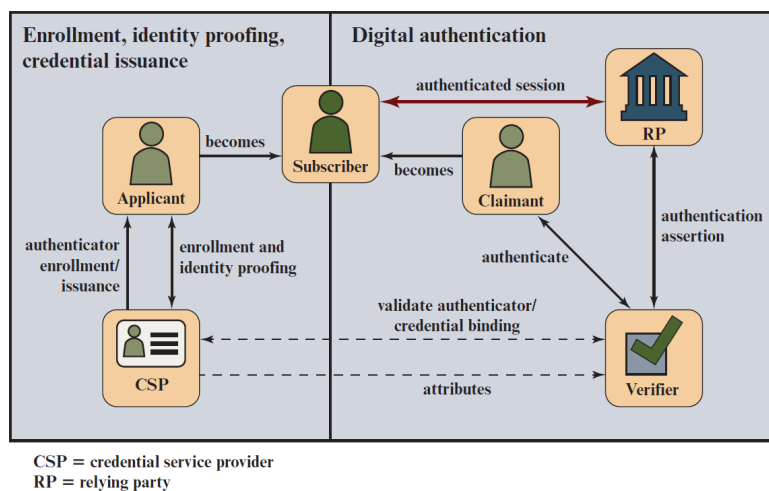 Enrollment, identity proofing,
credential issuance
Digital authentication
authenticated session
RP
becomes
Subscriber
becomes
Applicant
Claimant
authenticator
enrollment/
issuance
enrollment and
identity proofing
authenticate
authentication
assertion
validate authenticator/
credential binding
CSP
attributes
Verifier
CSP = credential service provider
RP = relying party